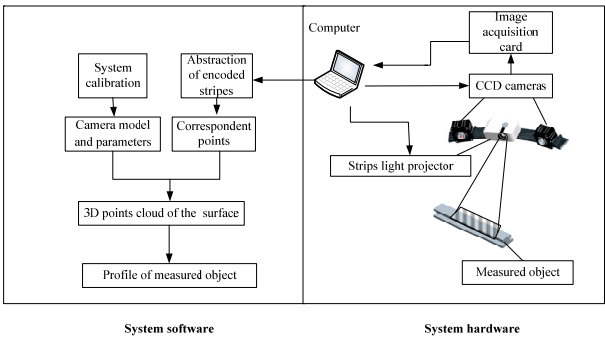 System
calibration
Abstraction
of encoded
stripes
Camera model
and parameters
Correspondent
points
3D points cloud of the surface
Profile of measured object
Computer
Image
acquisition
card
CCD cameras
Strips light projector
Measured object
System software
System hardware